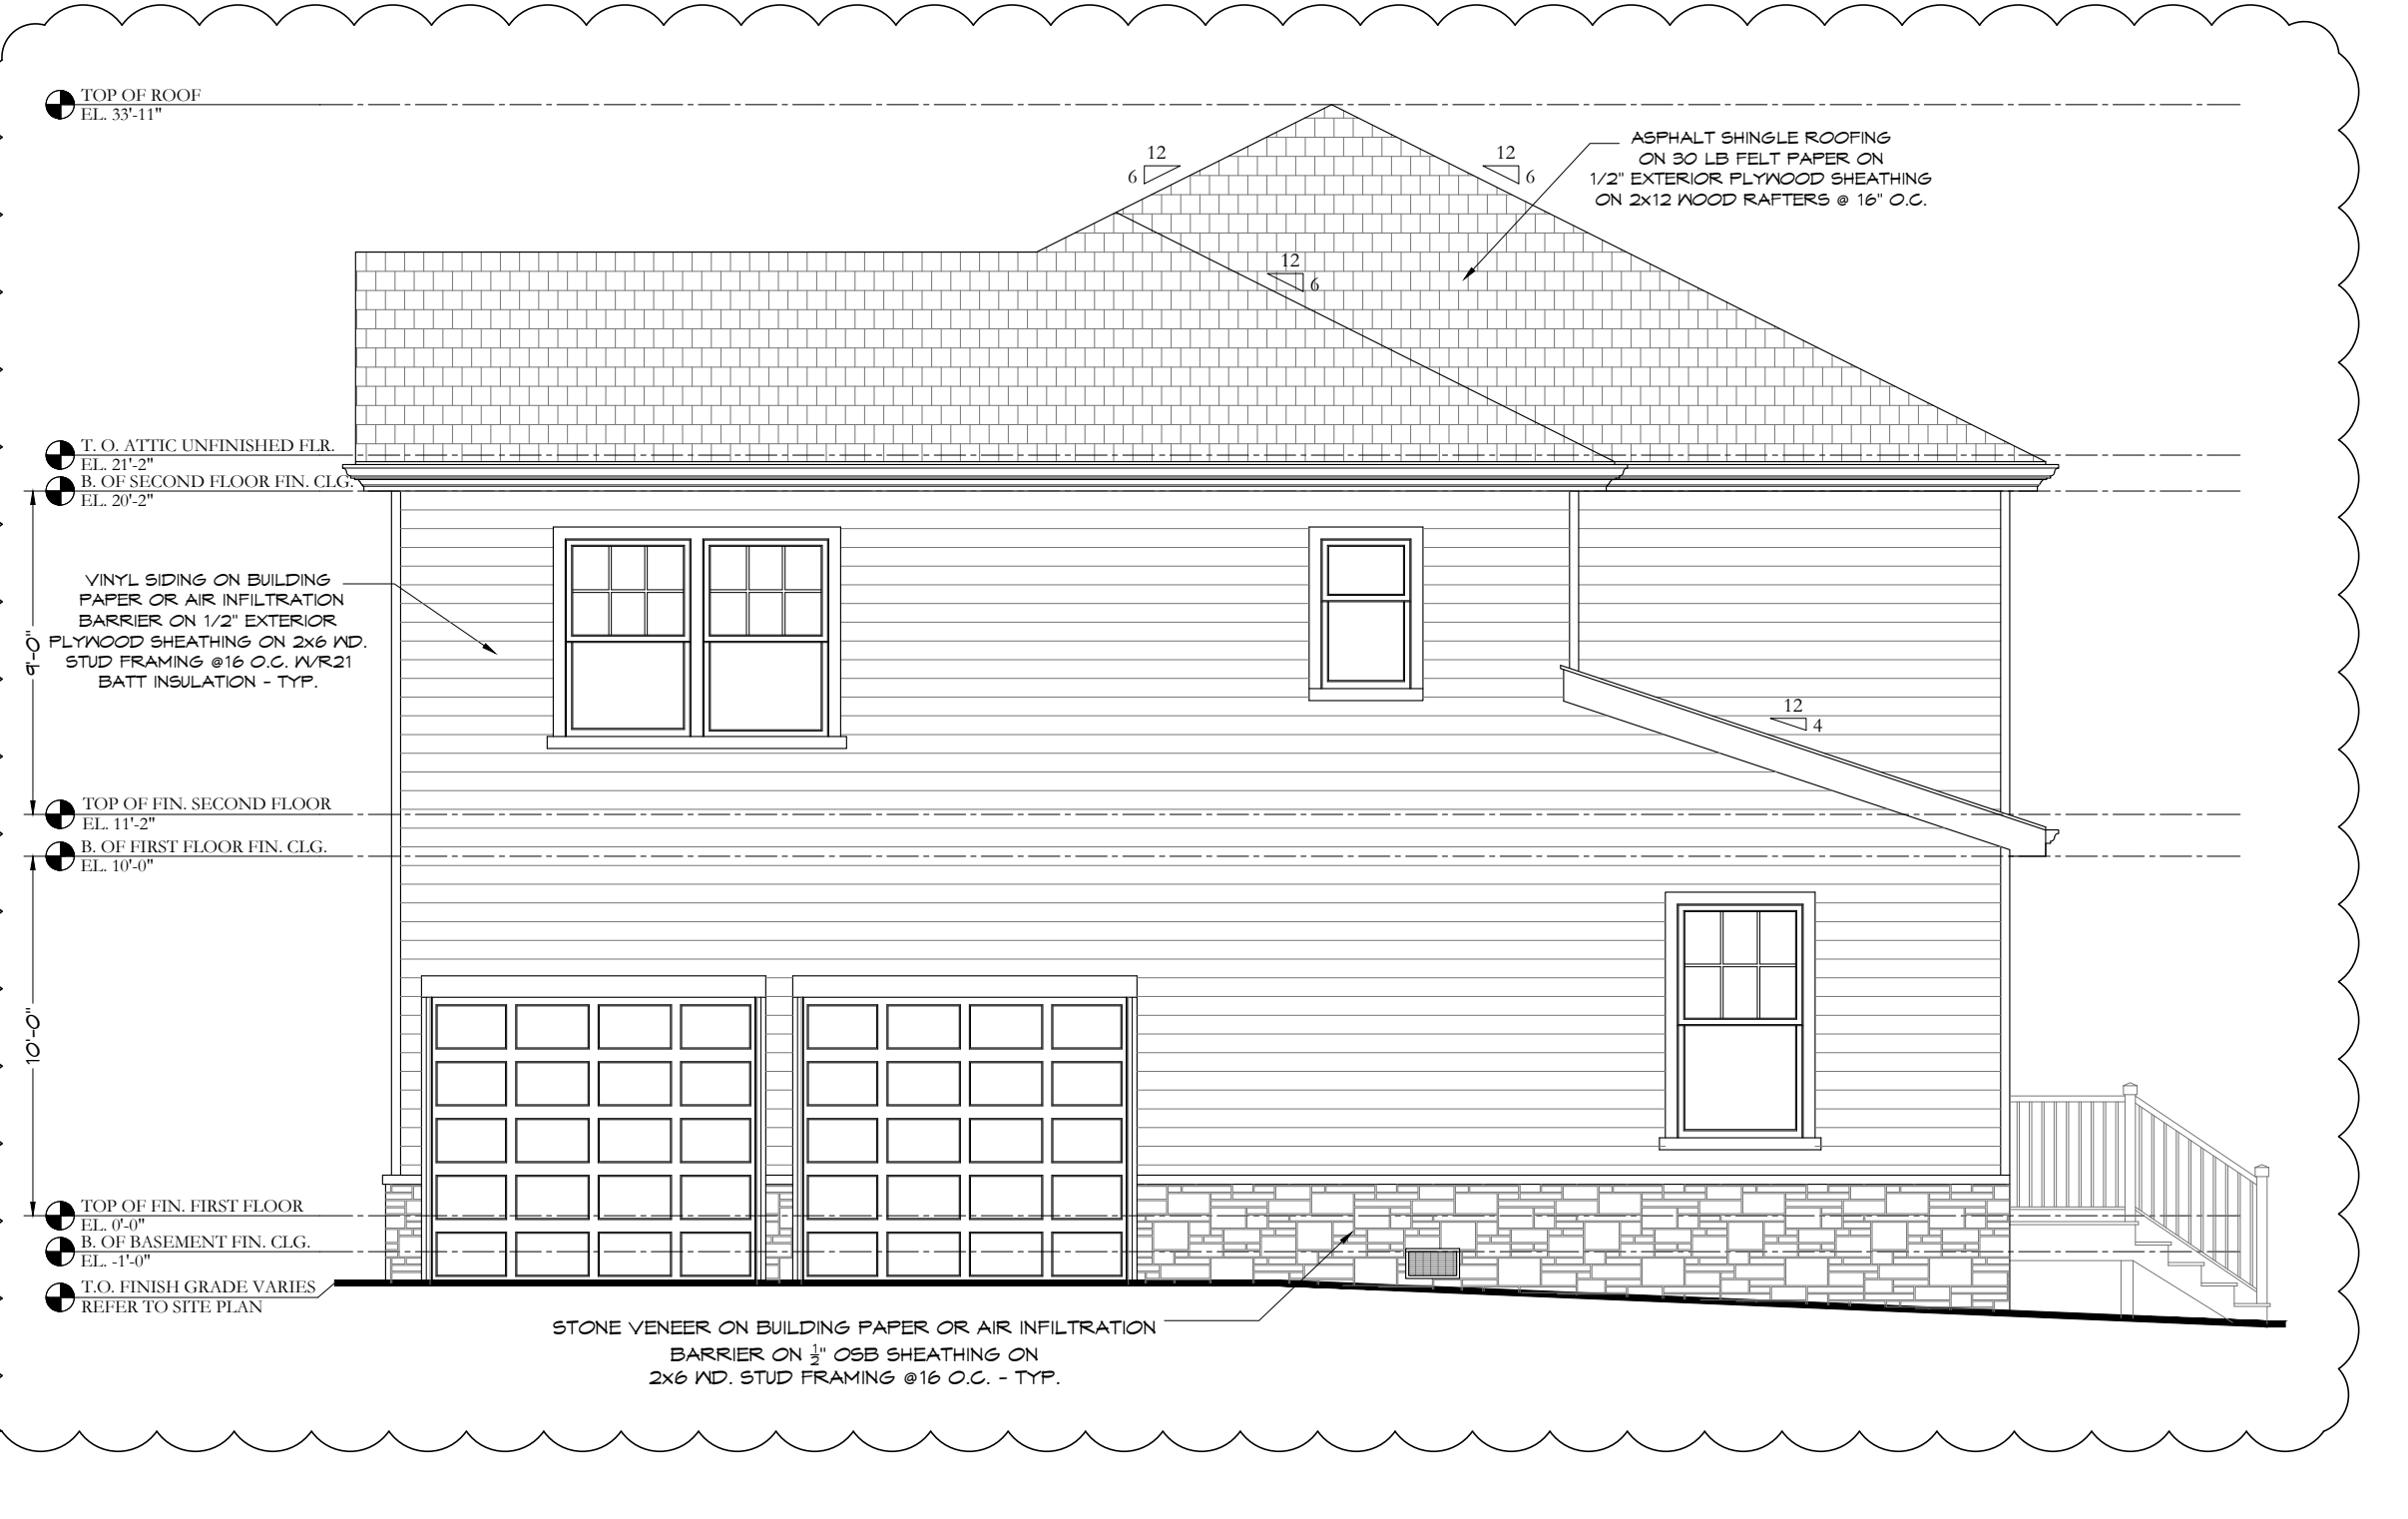 TOP OF ROOF
EL. 33'-11"
ASPHALT SHINGLE ROOFING
ON 30 LB FELT PAPER ON
1/2" EXTERIOR PLYWOOD SHEATHING
ON 2x12 WOOD RAFTERS @ 16" O.C.
12
6
12
6
12
6
T. O. ATTIC UNFINISHED FLR.
EL. 21'-2"
B. OF SECOND FLOOR FIN. CLG.
EL. 20'-2"
VINYL SIDING ON BUILDING
PAPER OR AIR INFILTRATION
BARRIER ON 1/2" EXTERIOR
PLYWOOD SHEATHING ON 2x6 WD.
STUD FRAMING @16 O.C. W/R21
BATT INSULATION - TYP.
9'-0"
12
4
TOP OF FIN. SECOND FLOOR
EL. 11'-2"
B. OF FIRST FLOOR FIN. CLG.
EL. 10'-0"
10'-0"
TOP OF FIN. FIRST FLOOR
EL. 0'-0"
B. OF BASEMENT FIN. CLG.
EL. -1'-0"
T.O. FINISH GRADE VARIES
REFER TO SITE PLAN
STONE VENEER ON BUILDING PAPER OR AIR INFILTRATION
BARRIER ON ½" OSB SHEATHING ON
2x6 WD. STUD FRAMING @16 O.C. - TYP.